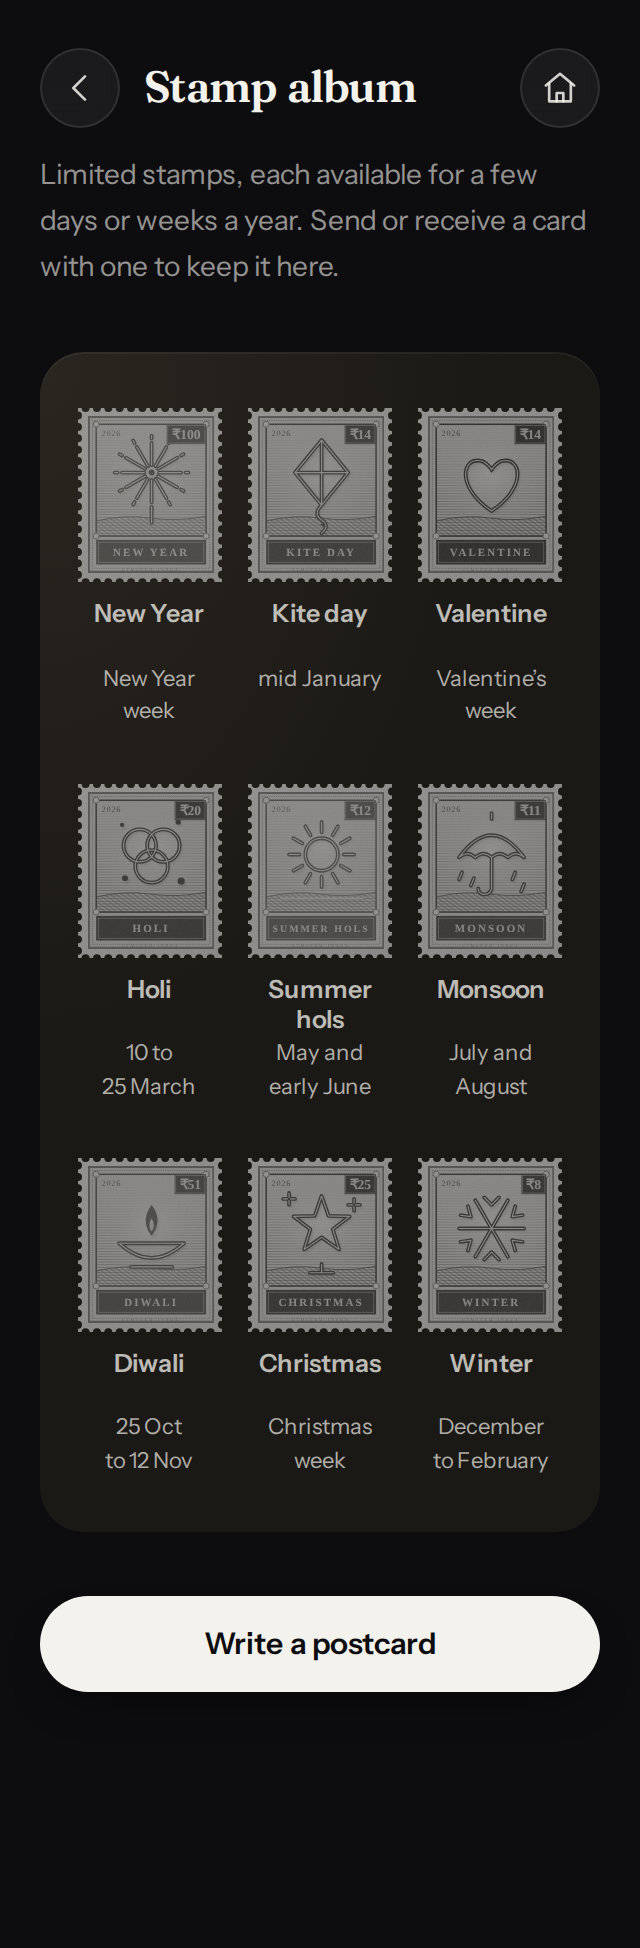 Stamp album
Limited stamps, each available for a few
days or weeks a year. Send or receive a card
with one to keep it here.
2026 ₹100
NEW YEAR
New Year
New Year
week
2026 ₹14
KITE DAY
Kite day
mid January
2026 ₹14
VALENTINE
Valentine
Valentine’s
week
2026 ₹20
HOLI
Holi
10 to
25 March
2026 ₹12
SUMMER HOLS
Summer
hols
May and
early June
2026 ₹11
MONSOON
Monsoon
July and
August
2026 ₹51
DIWALI
Diwali
25 Oct
to 12 Nov
2026 ₹25
CHRISTMAS
Christmas
Christmas
week
2026 ₹8
WINTER
Winter
December
to February
Write a postcard